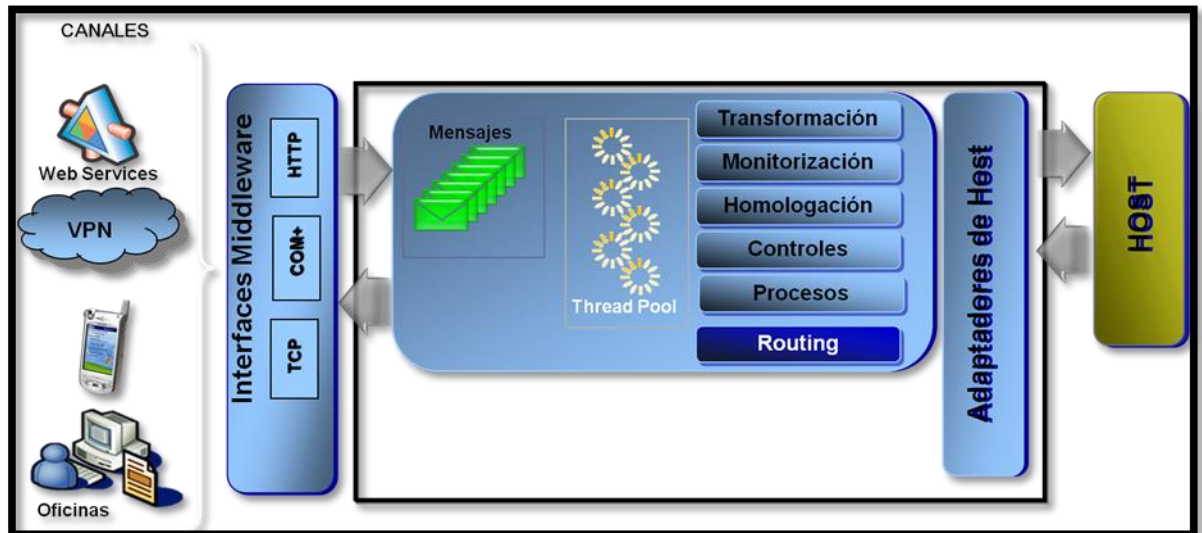 CANALES
Web Services
VPN
Oficinas
Interfaces Middleware
HTTP
COM+
TCP
Mensajes
Thread Pool
Transformación
Monitorización
Homologación
Controles
Procesos
Routing
Adaptadores de Host
HOST